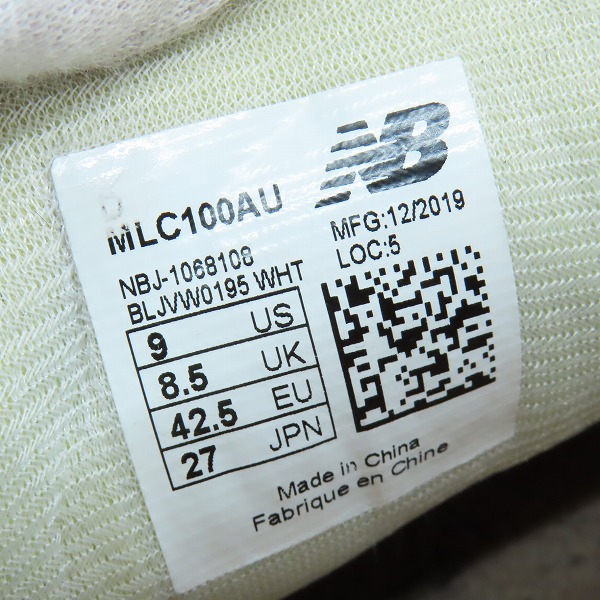 NB
D
MLC100AU
MFG:12/2019
LOC:5
NBJ-1068108
BLJVW0195 WHT
9 US
8.5 UK
42.5 EU
27 JPN
Made in China
Fabrique en Chine